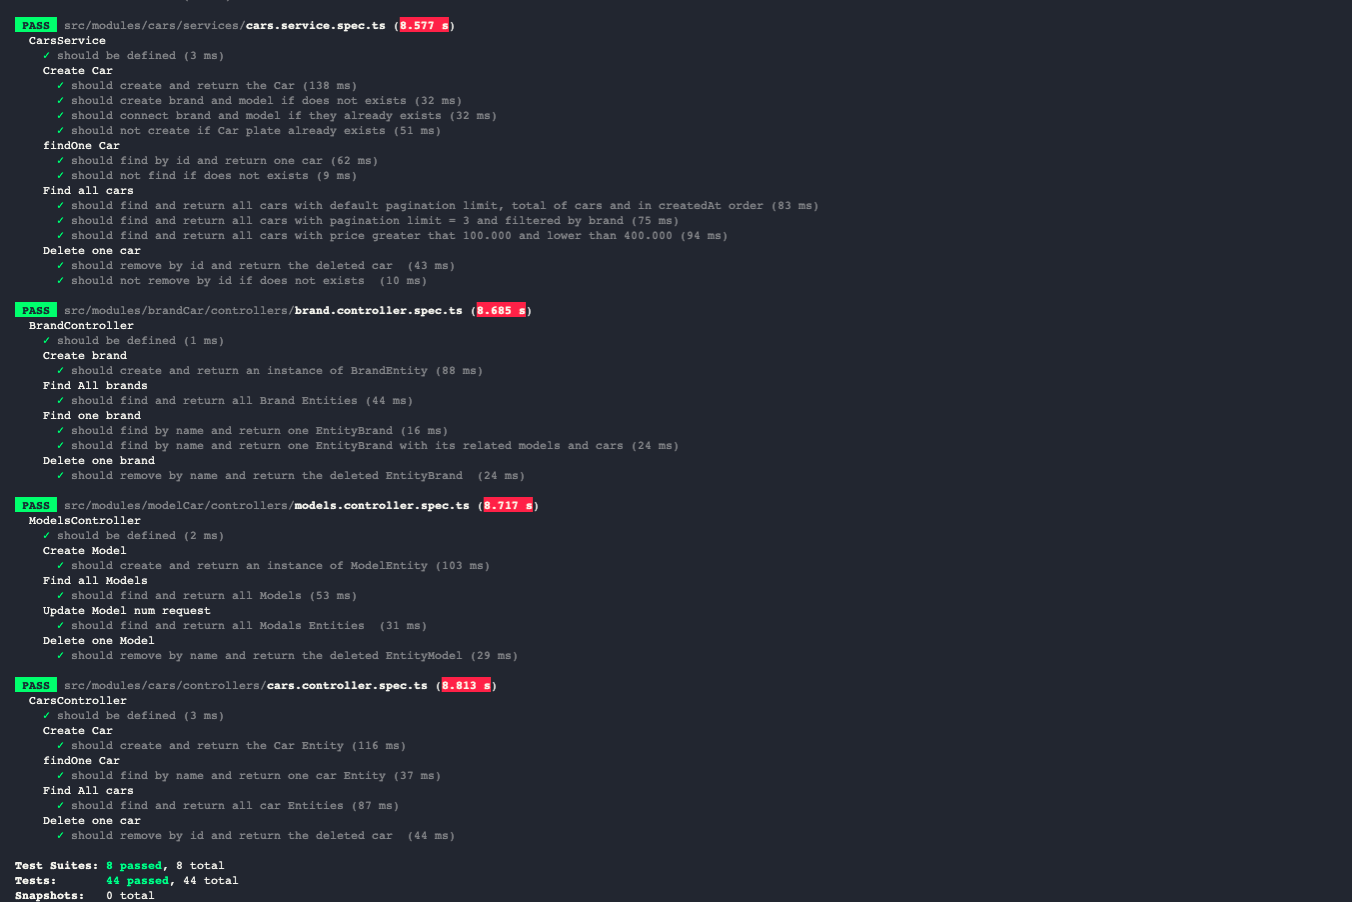 PASS src/modules/cars/services/cars.service.spec.ts (8.577 s)
CarsService
✓ should be defined (3 ms)
Create Car
✓ should create and return the Car (138 ms)
✓ should create brand and model if does not exists (32 ms)
✓ should connect brand and model if they already exists (32 ms)
✓ should not create if Car plate already exists (51 ms)
findOne Car
✓ should find by id and return one car (62 ms)
✓ should not find if does not exists (9 ms)
Find all cars
✓ should find and return all cars with default pagination limit, total of cars and in createdAt order (83 ms)
✓ should find and return all cars with pagination limit = 3 and filtered by brand (75 ms)
✓ should find and return all cars with price greater that 100.000 and lower than 400.000 (94 ms)
Delete one car
✓ should remove by id and return the deleted car  (43 ms)
✓ should not remove by id if does not exists  (10 ms)
PASS src/modules/brandCar/controllers/brand.controller.spec.ts (8.685 s)
BrandController
✓ should be defined (1 ms)
Create brand
✓ should create and return an instance of BrandEntity (88 ms)
Find All brands
✓ should find and return all Brand Entities (44 ms)
Find one brand
✓ should find by name and return one EntityBrand (16 ms)
✓ should find by name and return one EntityBrand with its related models and cars (24 ms)
Delete one brand
✓ should remove by name and return the deleted EntityBrand  (24 ms)
PASS src/modules/modelCar/controllers/models.controller.spec.ts (8.717 s)
ModelsController
✓ should be defined (2 ms)
Create Model
✓ should create and return an instance of ModelEntity (103 ms)
Find all Models
✓ should find and return all Models (53 ms)
Update Model num request
✓ should find and return all Modals Entities  (31 ms)
Delete one Model
✓ should remove by name and return the deleted EntityModel (29 ms)
PASS src/modules/cars/controllers/cars.controller.spec.ts (8.813 s)
CarsController
✓ should be defined (3 ms)
Create Car
✓ should create and return the Car Entity (116 ms)
findOne Car
✓ should find by name and return one car Entity (37 ms)
Find All cars
✓ should find and return all car Entities (87 ms)
Delete one car
✓ should remove by id and return the deleted car  (44 ms)
Test Suites: 8 passed, 8 total
Tests:       44 passed, 44 total
Snapshots:   0 total